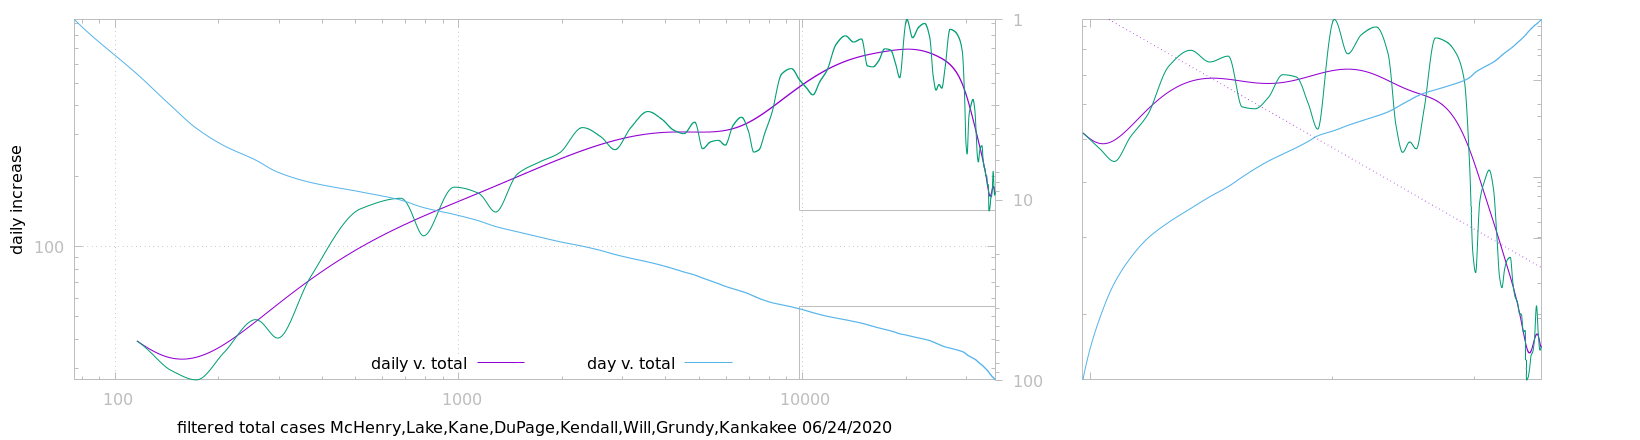 1
daily increase
100
10
daily v. total
day v. total
100
100
1000
10000
filtered total cases McHenry,Lake,Kane,DuPage,Kendall,Will,Grundy,Kankakee 06/24/2020